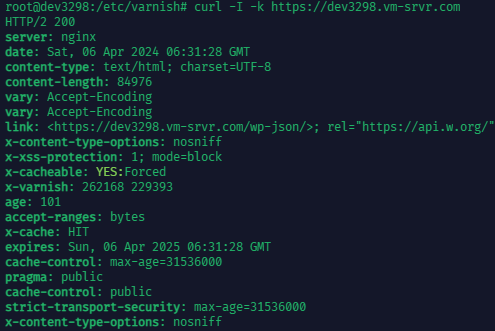 root@dev3298:/etc/varnish# curl -I -k https://dev3298.vm-srvr.com
HTTP/2 200
server: nginx
date: Sat, 06 Apr 2024 06:31:28 GMT
content-type: text/html; charset=UTF-8
content-length: 84976
vary: Accept-Encoding
vary: Accept-Encoding
link: <https://dev3298.vm-srvr.com/wp-json/>; rel="https://api.w.org/"
x-content-type-options: nosniff
x-xss-protection: 1; mode=block
x-cacheable: YES:Forced
x-varnish: 262168 229393
age: 101
accept-ranges: bytes
x-cache: HIT
expires: Sun, 06 Apr 2025 06:31:28 GMT
cache-control: max-age=31536000
pragma: public
cache-control: public
strict-transport-security: max-age=31536000
x-content-type-options: nosniff